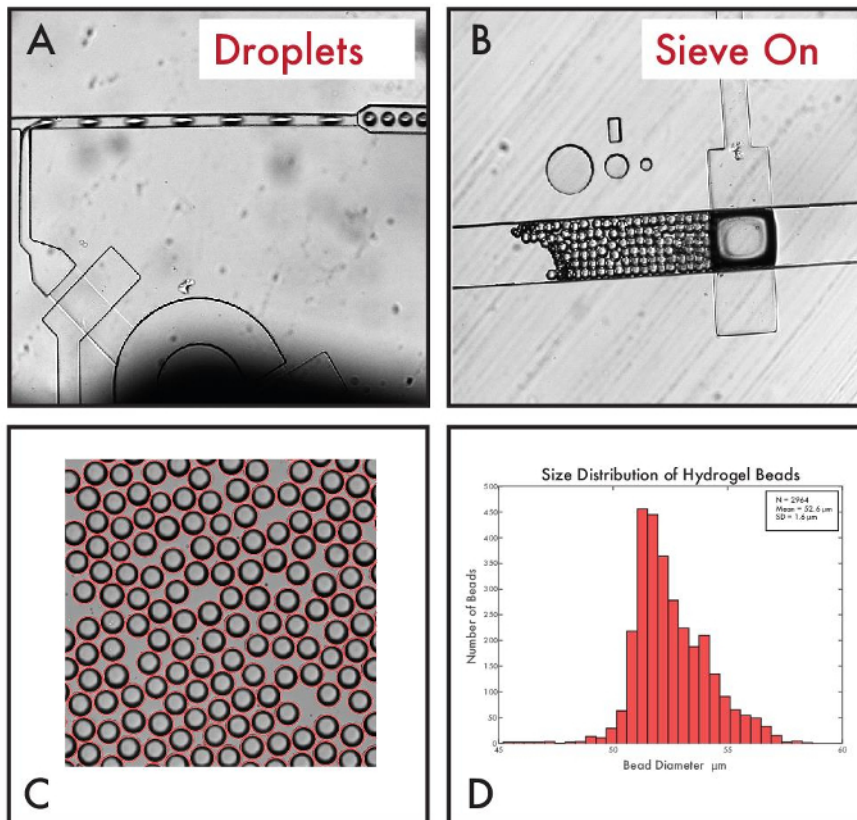 A
Droplets
B
Sieve On
C
D
Size Distribution of Hydrogel Beads
N = 2964
Mean = 52.6 µm
SD = 1.6 µm
Number of Beads
500
450
400
350
300
250
200
150
100
50
0
45
50
55
60
Bead Diameter µm